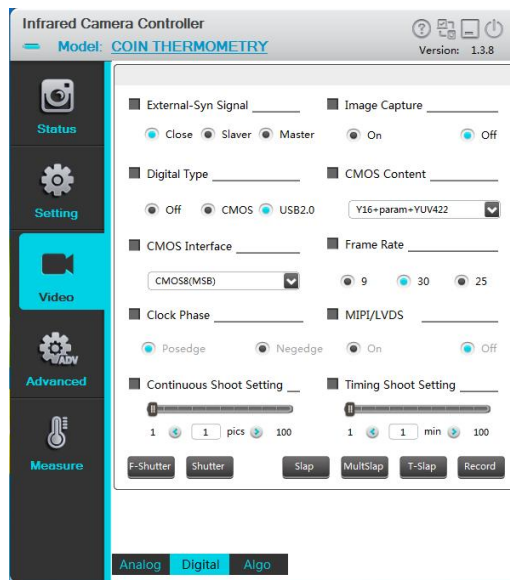 Infrared Camera Controller
Model: COIN THERMOMETRY
Version: 1.3.8
Status
Setting
Video
Advanced
ADV
Measure
External-Syn Signal
Close Slaver Master
Image Capture
On Off
Digital Type
Off CMOS USB2.0
CMOS Content
Y16+param+YUV422
CMOS Interface
CMOS8(MSB)
Frame Rate
9 30 25
Clock Phase
Posedge Negedge
MIPI/LVDS
On Off
Continuous Shoot Setting
1 1 pics 100
Timing Shoot Setting
1 1 min 100
F-Shutter Shutter Slap MultSlap T-Slap Record
Analog Digital Algo